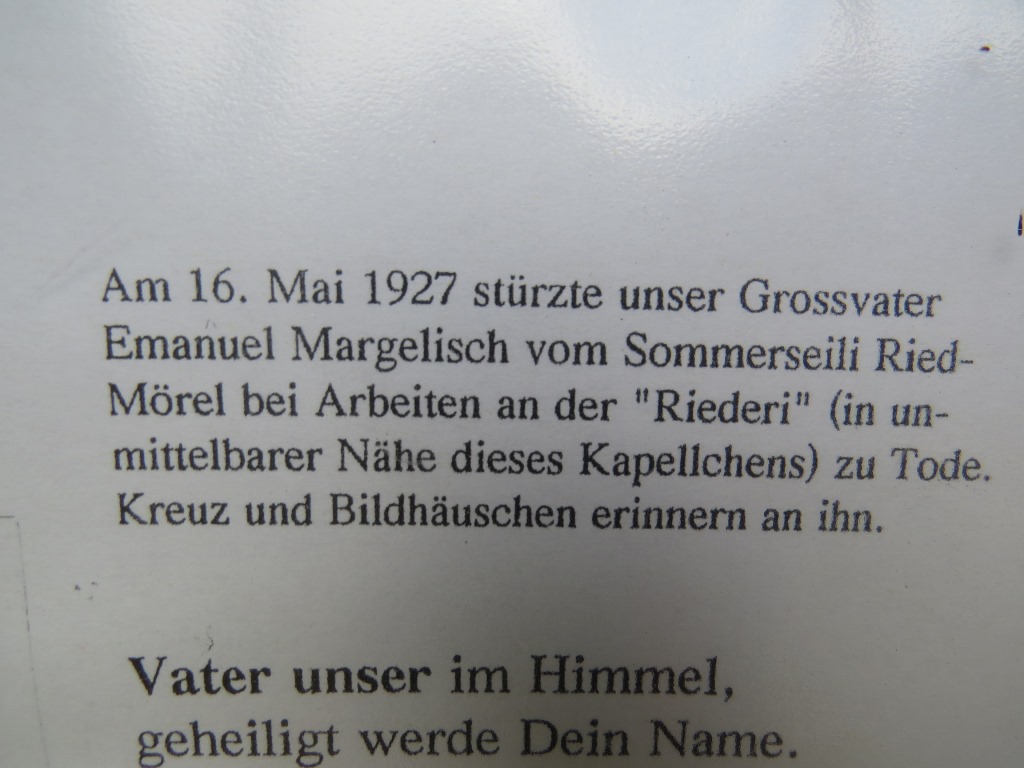 Am 16. Mai 1927 stürzte unser Grossvater
Emanuel Margelisch vom Sommerseili Ried-
Mörel bei Arbeiten an der "Riederi" (in un-
mittelbarer Nähe dieses Kapellchens) zu Tode.
Kreuz und Bildhäuschen erinnern an ihn.
Vater unser im Himmel,
geheiligt werde Dein Name.